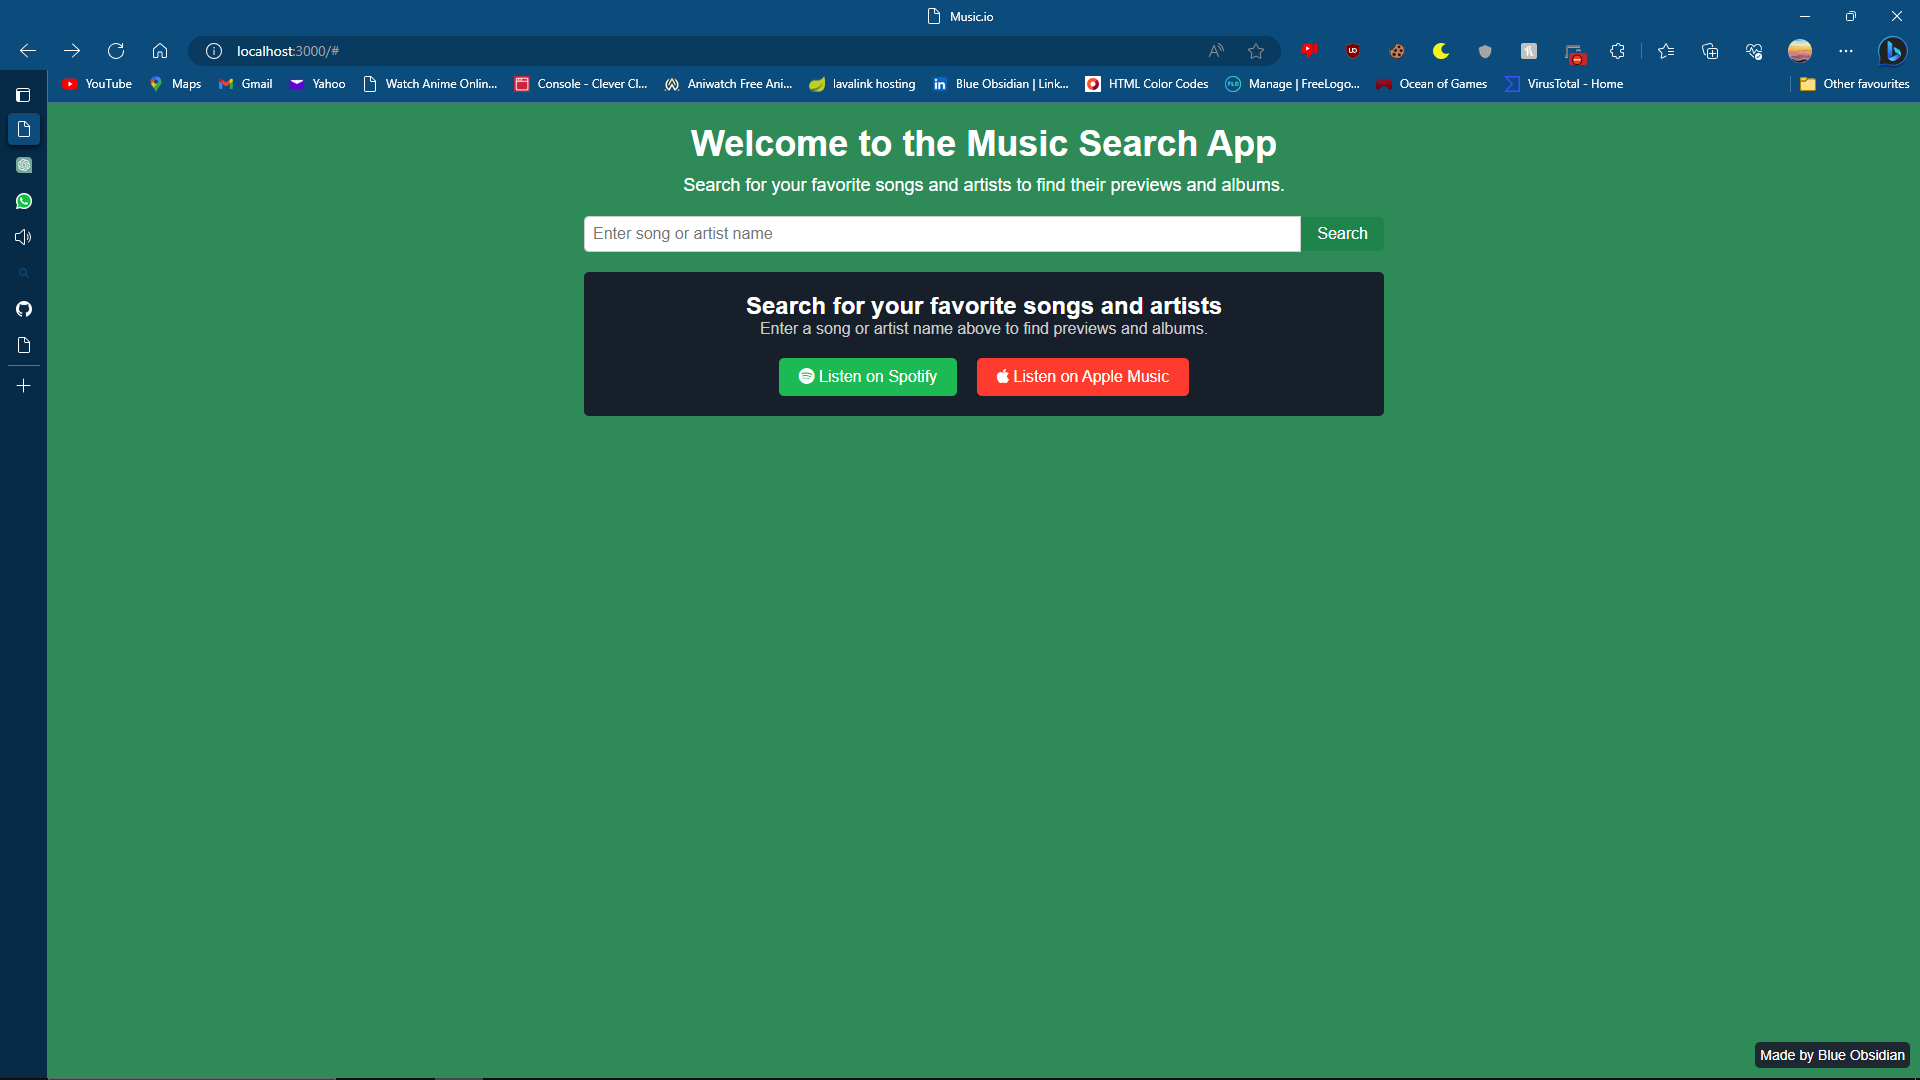 Music.io
localhost:3000/#
YouTube Maps Gmail Yahoo Watch Anime Onlin... Console - Clever Cl... Aniwatch Free Ani... lavalink hosting Blue Obsidian | Link... HTML Color Codes Manage | FreeLogo... Ocean of Games VirusTotal - Home Other favourites
Welcome to the Music Search App
Search for your favorite songs and artists to find their previews and albums.
Enter song or artist name Search
Search for your favorite songs and artists
Enter a song or artist name above to find previews and albums.
Listen on Spotify Listen on Apple Music
Made by Blue Obsidian